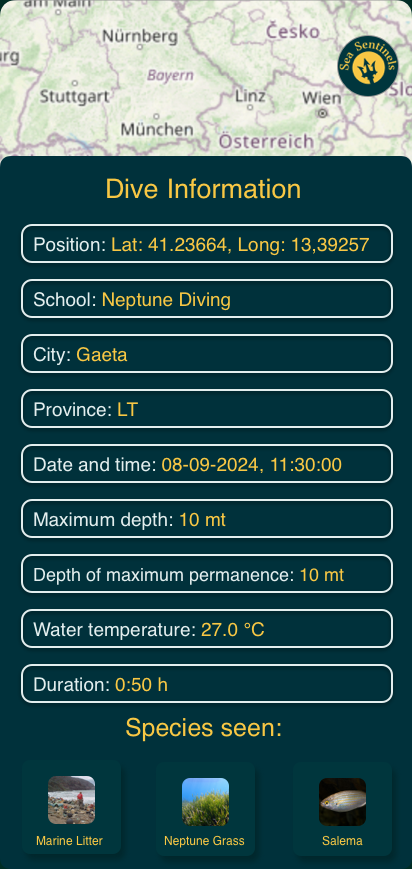 am Main
Nürnberg
Česko
rg
Sea Sentinels
Bayern
Stuttgart
Linz
Wien
Slo
München
Österreich
Dive Information
Position: Lat: 41.23664, Long: 13,39257
School: Neptune Diving
City: Gaeta
Province: LT
Date and time: 08-09-2024, 11:30:00
Maximum depth: 10 mt
Depth of maximum permanence: 10 mt
Water temperature: 27.0 °C
Duration: 0:50 h
Species seen:
Marine Litter
Neptune Grass
Salema